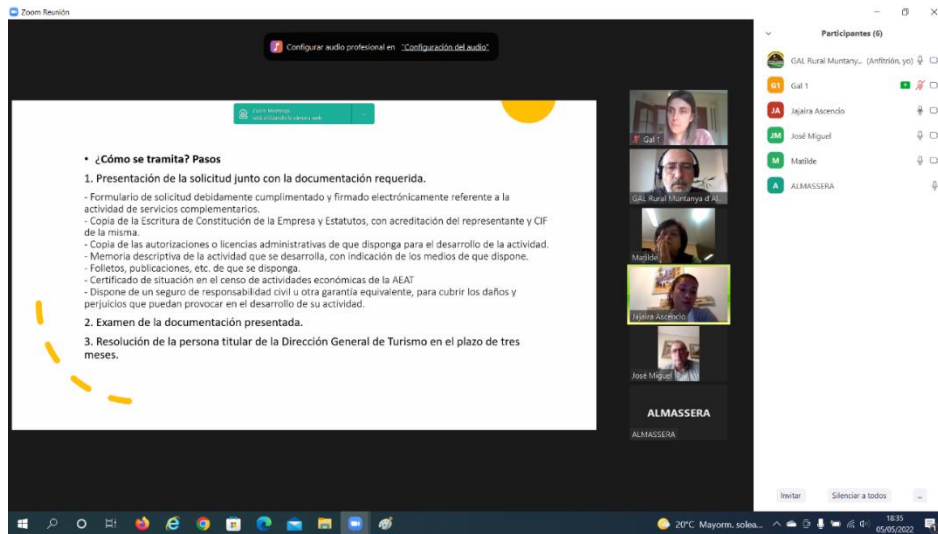 Zoom Reunión
Configurar audio profesional en "Configuración del audio"
Zoom Meetings
está utilizando la cámara web
• ¿Cómo se tramita? Pasos
1. Presentación de la solicitud junto con la documentación requerida.
- Formulario de solicitud debidamente cumplimentado y firmado electrónicamente referente a la
actividad de servicios complementarios.
- Copia de la Escritura de Constitución de la Empresa y Estatutos, con acreditación del representante y CIF
de la misma.
- Copia de las autorizaciones o licencias administrativas de que disponga para el desarrollo de la actividad.
- Memoria descriptiva de la actividad que se desarrolla, con indicación de los medios de que dispone.
- Folletos, publicaciones, etc. de que se disponga.
- Certificado de situación en el censo de actividades económicas de la AEAT
- Dispone de un seguro de responsabilidad civil u otra garantía equivalente, para cubrir los daños y
perjuicios que puedan provocar en el desarrollo de su actividad.
2. Examen de la documentación presentada.
3. Resolución de la persona titular de la Dirección General de Turismo en el plazo de tres
meses.
Gal 1
GAL Rural Muntanya d'Al...
Matilde
Jajaira Ascencio
José Miguel
ALMASSERA
ALMASSERA
Participantes (6)
GAL Rural Muntany... (Anfitrión, yo)
G1 Gal 1
JA Jajaira Ascencio
JM José Miguel
M Matilde
A ALMASSERA
Invitar Silenciar a todos ...
20°C Mayorm. solea...
18:35
05/05/2022